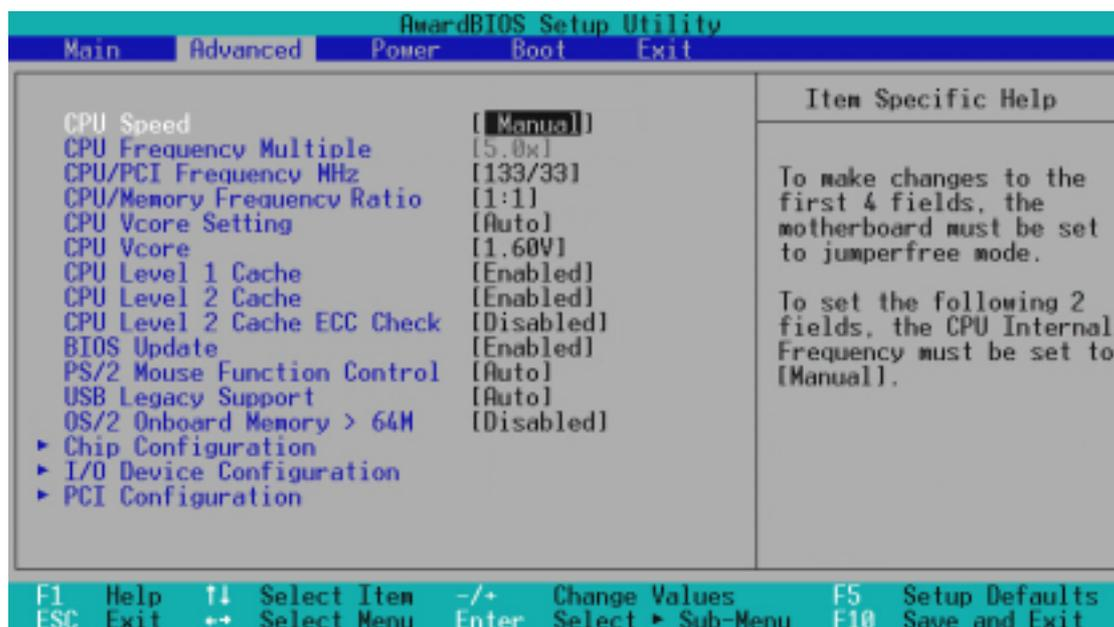 AwardBIOS Setup Utility
Main Advanced Power Boot Exit
CPU Speed [ Manual]
CPU Frequency Multiple [5.0x]
CPU/PCI Frequency MHz [133/33]
CPU/Memory Frequency Ratio [1:1]
CPU Vcore Setting [Auto]
CPU Vcore [1.60V]
CPU Level 1 Cache [Enabled]
CPU Level 2 Cache [Enabled]
CPU Level 2 Cache ECC Check [Disabled]
BIOS Update [Enabled]
PS/2 Mouse Function Control [Auto]
USB Legacy Support [Auto]
OS/2 Onboard Memory > 64M [Disabled]
▸ Chip Configuration
▸ I/O Device Configuration
▸ PCI Configuration
Item Specific Help
To make changes to the
first 4 fields, the
motherboard must be set
to jumperfree mode.
To set the following 2
fields, the CPU Internal
Frequency must be set to
[Manual].
F1 Help ↑↓ Select Item -/+ Change Values F5 Setup Defaults
ESC Exit ←→ Select Menu Enter Select ▸ Sub-Menu F10 Save and Exit